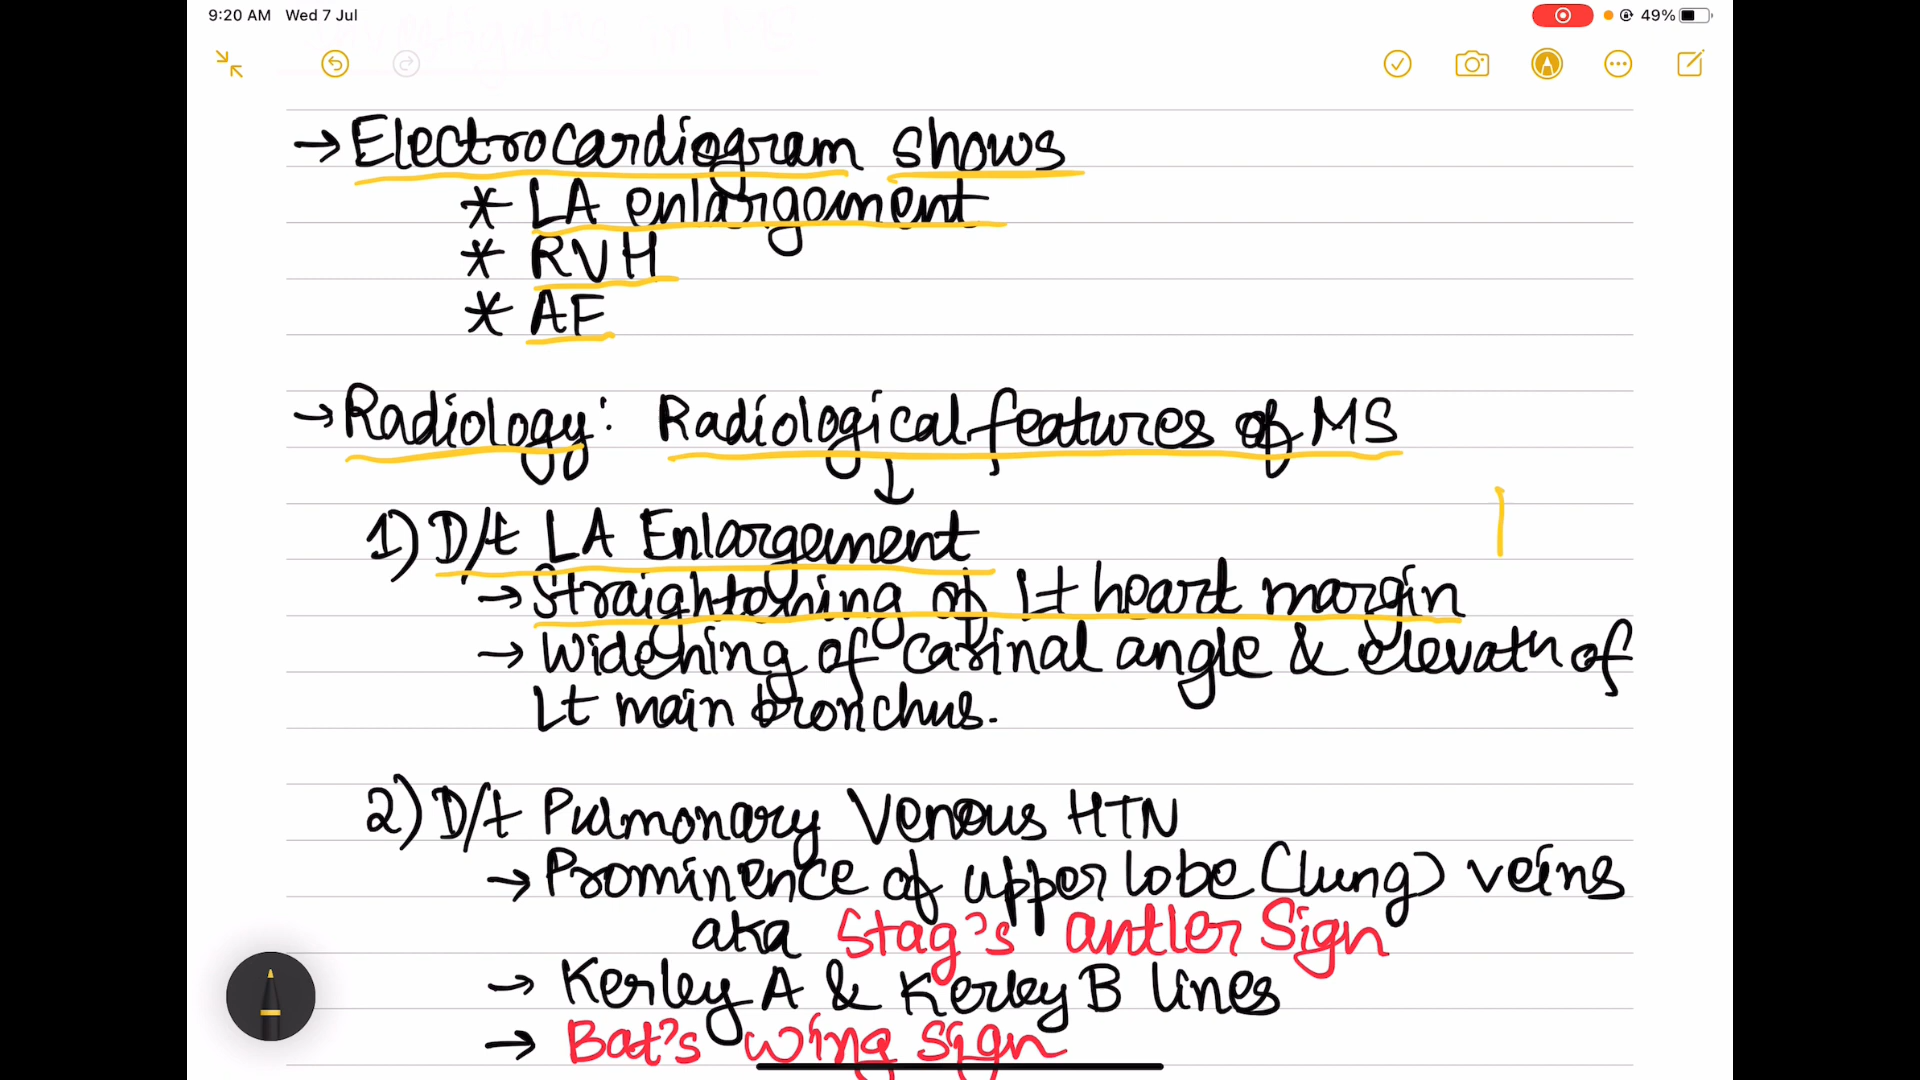 9:20 AM Wed 7 Jul 49%
→ Electrocardiogram shows
* LA enlargement
* RVH
* AF
→ Radiology: Radiological features of MS
↓
1) D/t LA Enlargement
→ Straightening of Lt heart margin
→ Widening of carinal angle & elevatn of
Lt main bronchus.
2) D/t Pulmonary Venous HTN
→ Prominence of upper lobe (lung) veins
aka Stag's antler Sign
→ Kerley A & Kerley B lines
→ Bat's wing sign